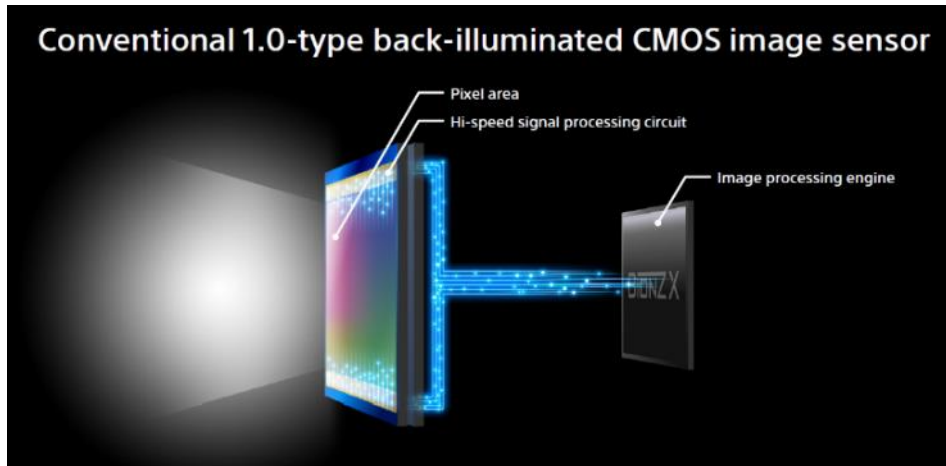 Conventional 1.0-type back-illuminated CMOS image sensor
Pixel area
Hi-speed signal processing circuit
Image processing engine
BIONZ X